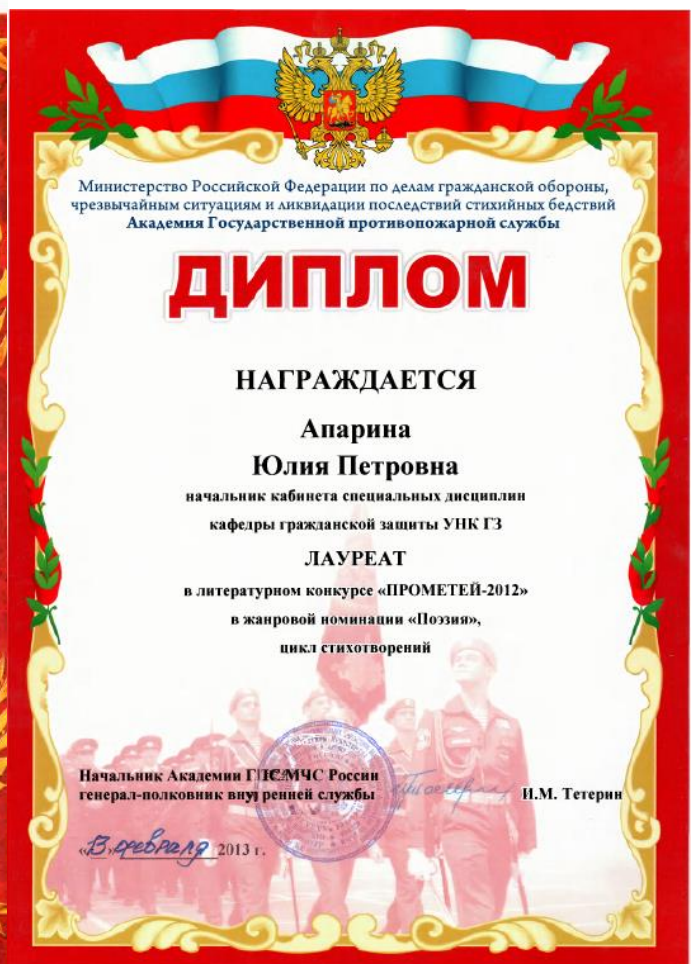 Министерство Российской Федерации по делам гражданской обороны,
чрезвычайным ситуациям и ликвидации последствий стихийных бедствий
Академия Государственной противопожарной службы
ДИПЛОМ
НАГРАЖДАЕТСЯ
Апарина
Юлия Петровна
начальник кабинета специальных дисциплин
кафедры гражданской защиты УНК ГЗ
ЛАУРЕАТ
в литературном конкурсе «ПРОМЕТЕЙ-2012»
в жанровой номинации «Поэзия»,
цикл стихотворений
Начальник Академии ГПС МЧС России
генерал-полковник внутренней службы
И.М. Тетерин
«13» февраля 2013 г.